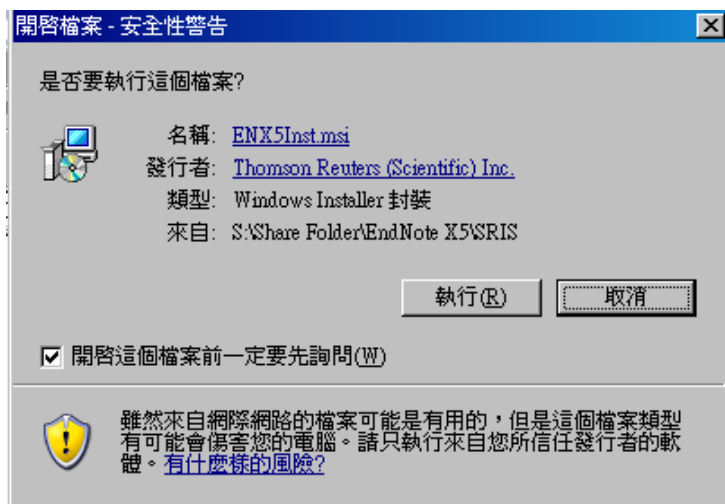 開啓檔案 - 安全性警告
是否要執行這個檔案?
名稱: ENX5Inst.msi
發行者: Thomson Reuters (Scientific) Inc.
類型: Windows Installer 封裝
來自: S:\Share Folder\EndNote X5\SRIS
執行(R) 取消
開啓這個檔案前一定要先詢問(W)
雖然來自網際網路的檔案可能是有用的，但是這個檔案類型
有可能會傷害您的電腦。請只執行來自您所信任發行者的軟
體。有什麼樣的風險?